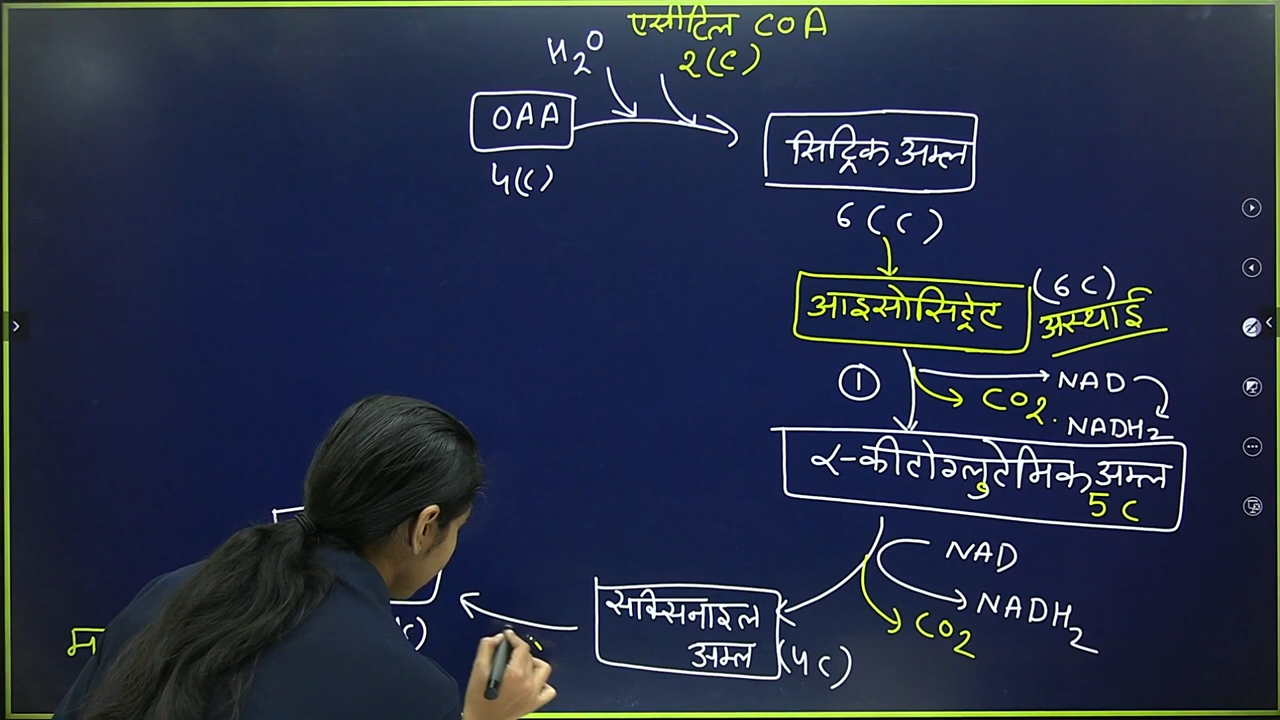 एसीटिल COA
2(C)
H2O
OAA
4(C)
सिट्रिक अम्ल
6(C)
आइसोसिट्रेट
(6C)
अस्थाई
①
NAD
CO2.
NADH2
α-कीटोग्लुटेमिक अम्ल
5C
NAD
NADH2
CO2
सक्सिनाइल
अम्ल
(4C)